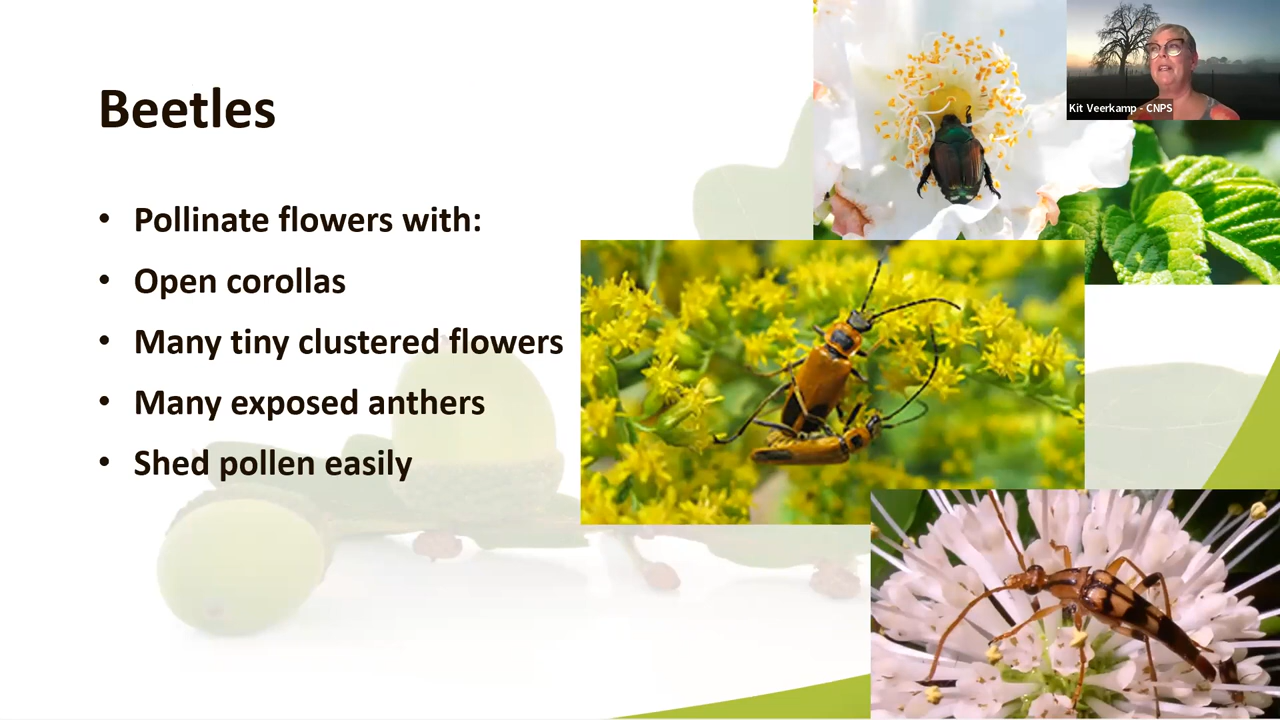 Beetles
• Pollinate flowers with:
• Open corollas
• Many tiny clustered flowers
• Many exposed anthers
• Shed pollen easily
Kit Veerkamp - CNPS